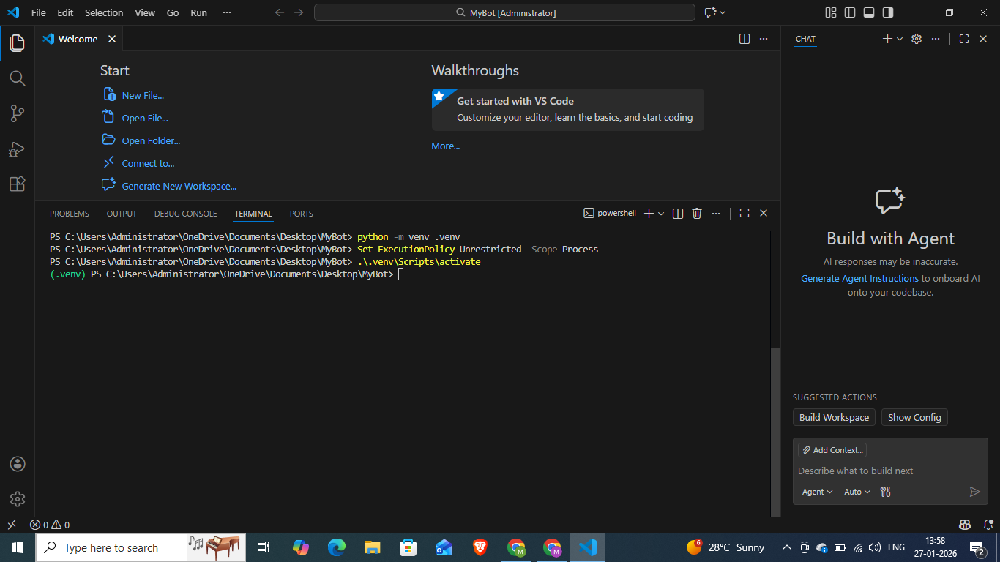 File Edit Selection View Go Run ···
MyBot [Administrator]
Welcome
Start
New File...
Open File...
Open Folder...
Connect to...
Generate New Workspace...
Walkthroughs
Get started with VS Code
Customize your editor, learn the basics, and start coding
More...
PROBLEMS OUTPUT DEBUG CONSOLE TERMINAL PORTS
powershell
PS C:\Users\Administrator\OneDrive\Documents\Desktop\MyBot> python -m venv .venv
PS C:\Users\Administrator\OneDrive\Documents\Desktop\MyBot> Set-ExecutionPolicy Unrestricted -Scope Process
PS C:\Users\Administrator\OneDrive\Documents\Desktop\MyBot> .\.venv\Scripts\activate
(.venv) PS C:\Users\Administrator\OneDrive\Documents\Desktop\MyBot>
CHAT
Build with Agent
AI responses may be inaccurate.
Generate Agent Instructions to onboard AI
onto your codebase.
SUGGESTED ACTIONS
Build Workspace Show Config
Add Context...
Describe what to build next
Agent Auto
0 0
Type here to search
M
M
6
28°C Sunny
ENG
13:58
27-01-2026
2